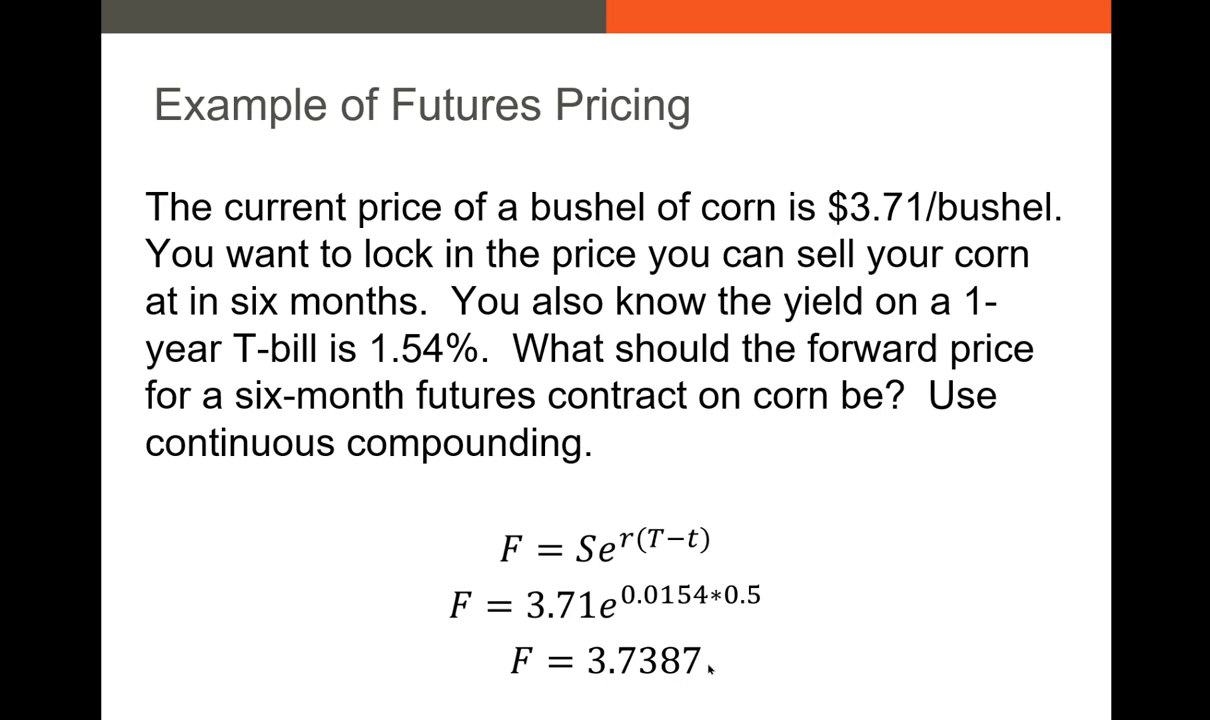 Example of Futures Pricing
The current price of a bushel of corn is $3.71/bushel.
You want to lock in the price you can sell your corn
at in six months.  You also know the yield on a 1-
year T-bill is 1.54%.  What should the forward price
for a six-month futures contract on corn be?  Use
continuous compounding.
F = Se^{r(T−t)}
F = 3.71e^{0.0154∗0.5}
F = 3.7387